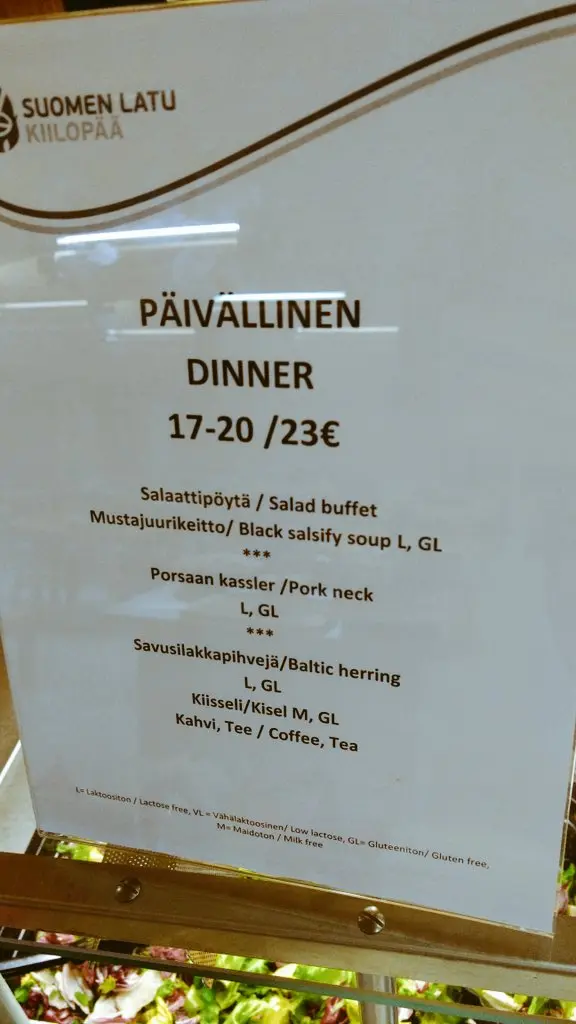 SUOMEN LATU
KIILOPÄÄ
PÄIVÄLLINEN
DINNER
17-20 /23€
Salaattipöytä / Salad buffet
Mustajuurikeitto/ Black salsify soup L, GL
***
Porsaan kassler /Pork neck
L, GL
***
Savusilakkapihvejä/Baltic herring
L, GL
Kiisseli/Kisel M, GL
Kahvi, Tee / Coffee, Tea
L= Laktoositon / Lactose free, VL = Vähälaktoosinen/ Low lactose, GL= Gluteeniton/ Gluten free,
M= Maidoton / Milk free